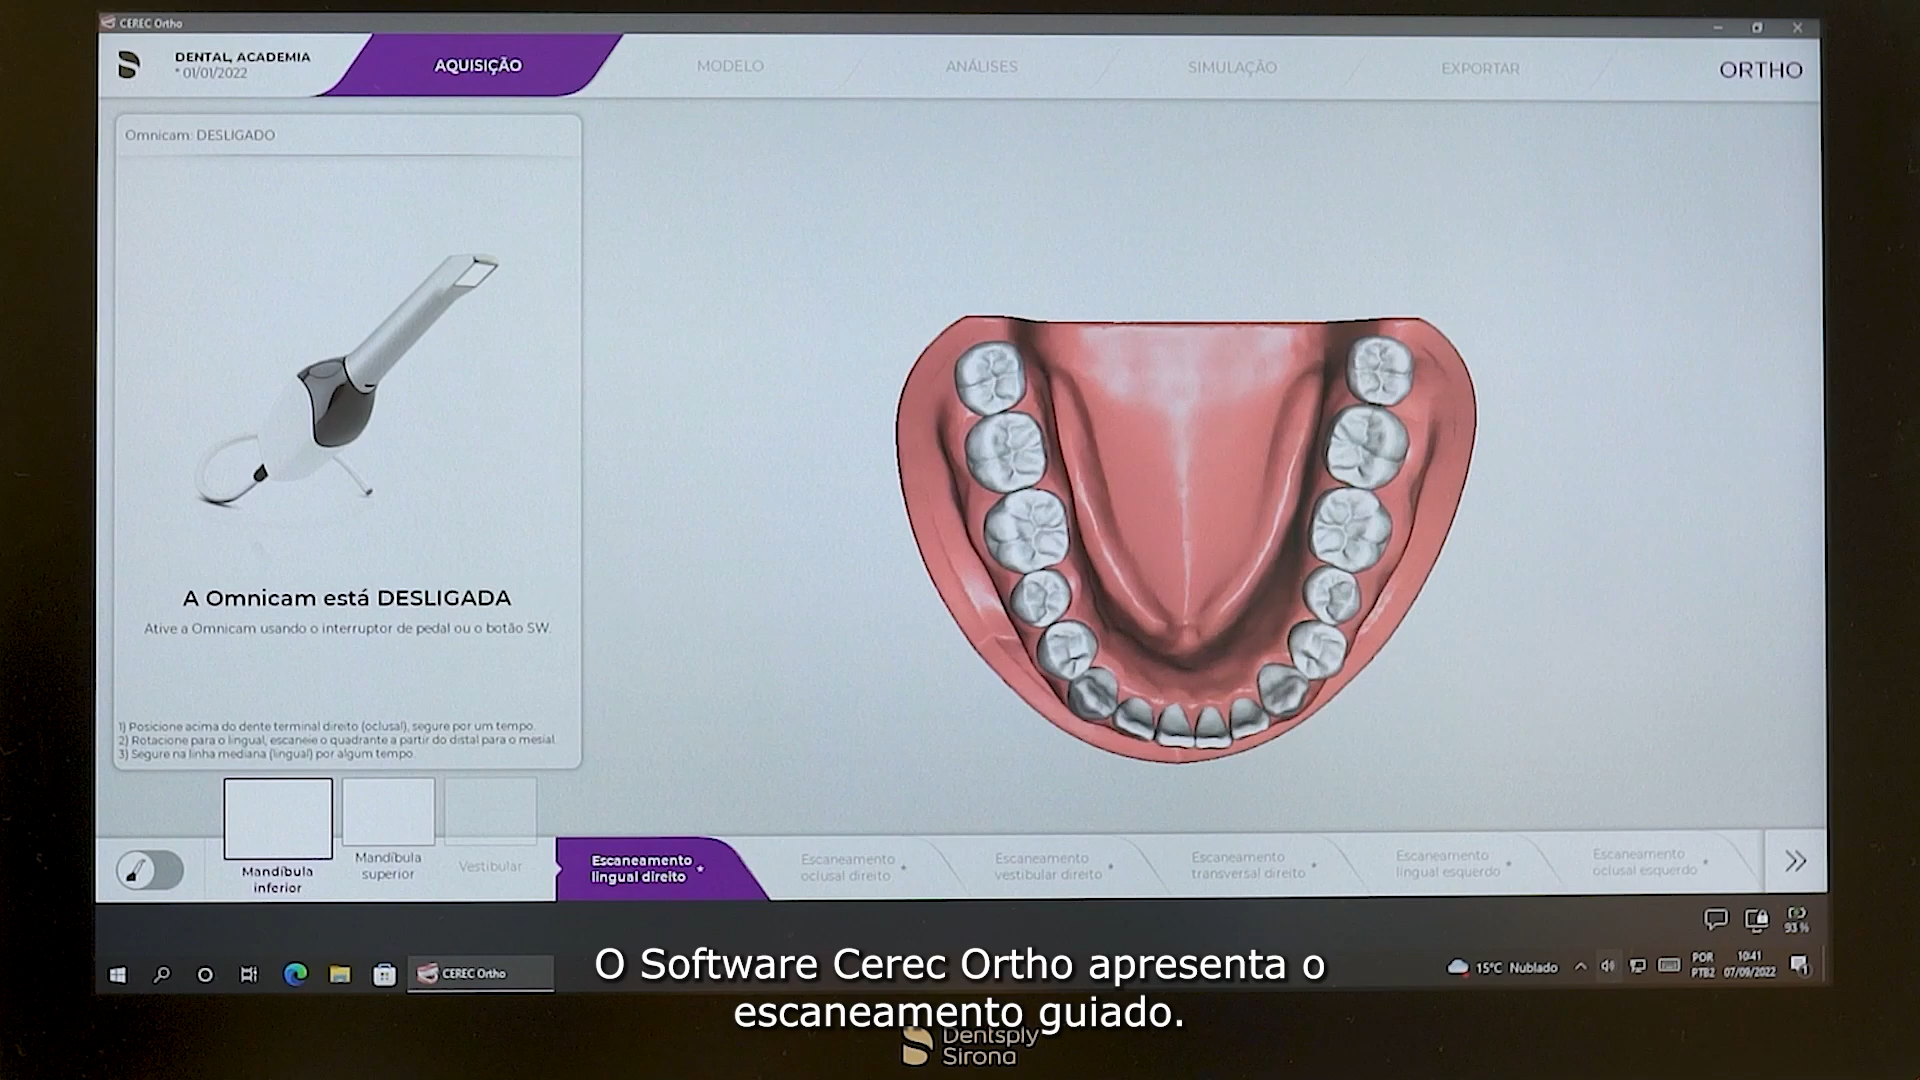 CEREC Ortho
DENTAL, ACADEMIA
* 01/01/2022
AQUISIÇÃO
MODELO
ANÁLISES
SIMULAÇÃO
EXPORTAR
ORTHO
Omnicam: DESLIGADO
A Omnicam está DESLIGADA
Ative a Omnicam usando o interruptor de pedal ou o botão SW.
1) Posicione acima do dente terminal direito (oclusal), segure por um tempo.
2) Rotacione para o lingual, escaneie o quadrante a partir do distal para o mesial.
3) Segure na linha mediana (lingual) por algum tempo.
Mandíbula
inferior
Mandíbula
superior
Vestibular
Escaneamento
lingual direito *
Escaneamento
oclusal direito *
Escaneamento
vestibular direito *
Escaneamento
transversal direito *
Escaneamento
lingual esquerdo *
Escaneamento
oclusal esquerdo *
93 %
CEREC Ortho
15°C Nublado
POR
PTB2
10:41
07/09/2022
1
O Software Cerec Ortho apresenta o
escaneamento guiado.
Dentsply
Sirona